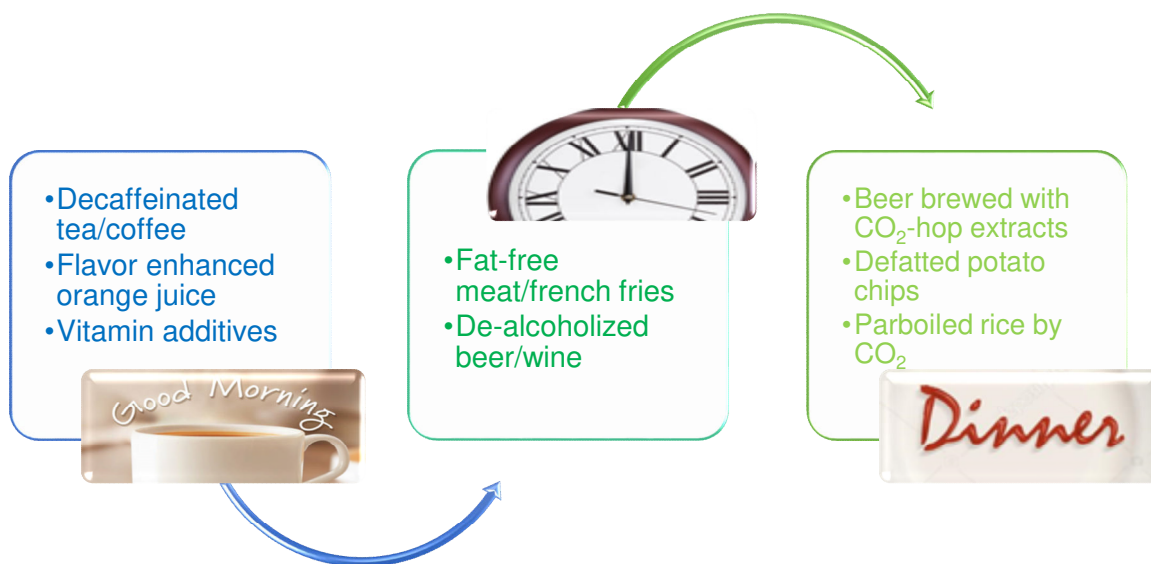 •Decaffeinated
tea/coffee
•Flavor enhanced
orange juice
•Vitamin additives
Good Morning
XII
•Fat-free
meat/french fries
•De-alcoholized
beer/wine
•Beer brewed with
CO₂-hop extracts
•Defatted potato
chips
•Parboiled rice by
CO₂
Dinner